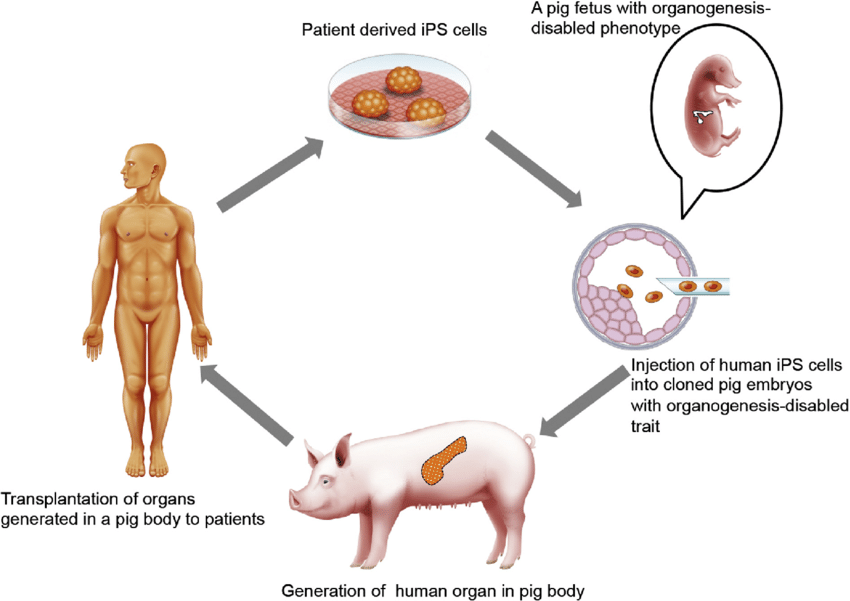 Patient derived iPS cells
A pig fetus with organogenesis-
disabled phenotype
Injection of human iPS cells
into cloned pig embryos
with organogenesis-disabled
trait
Transplantation of organs
generated in a pig body to patients
Generation of human organ in pig body